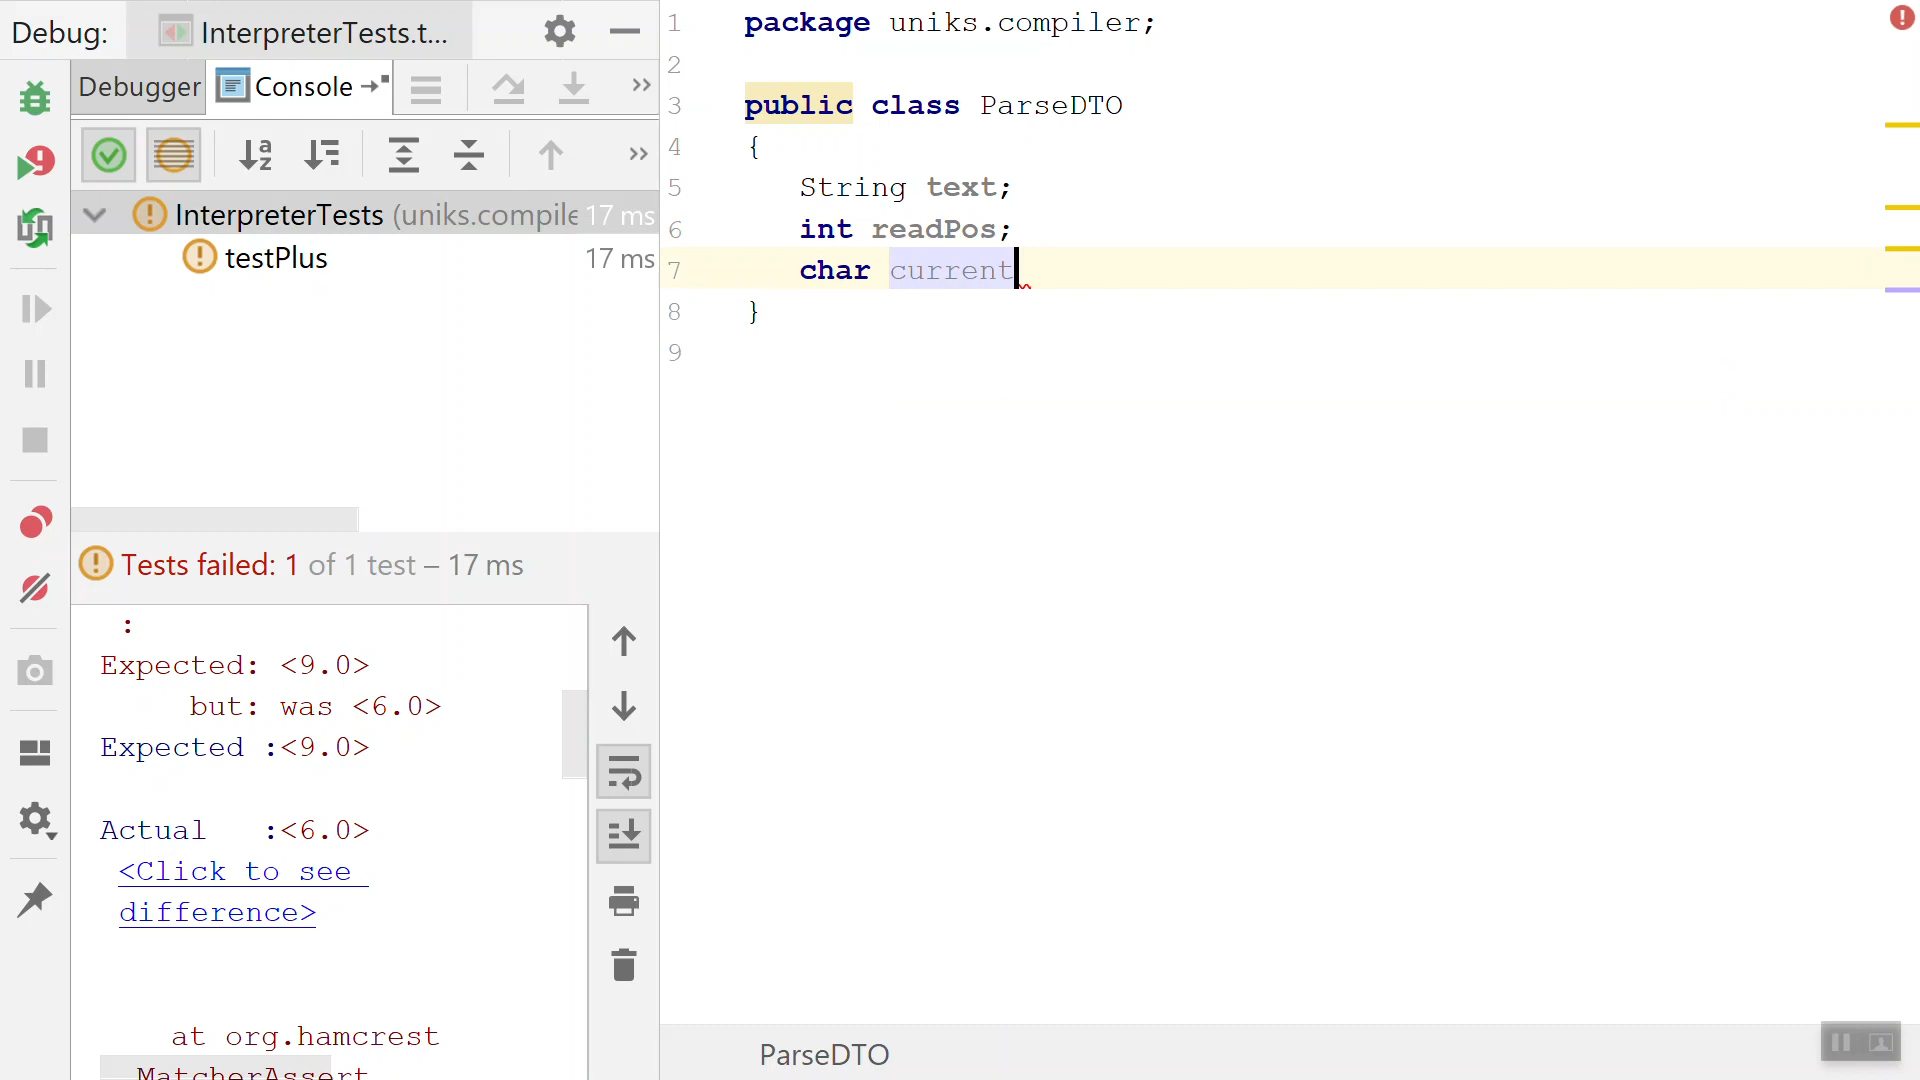 Debug:
InterpreterTests.t...
Debugger
Console
InterpreterTests (uniks.compile 17 ms
testPlus 17 ms
Tests failed: 1 of 1 test – 17 ms
:
Expected: <9.0>
but: was <6.0>
Expected :<9.0>
Actual :<6.0>
<Click to see
difference>
at org.hamcrest
MatcherAssert
1 package uniks.compiler;
2
3 public class ParseDTO
4 {
5 String text;
6 int readPos;
7 char current
8 }
9
ParseDTO